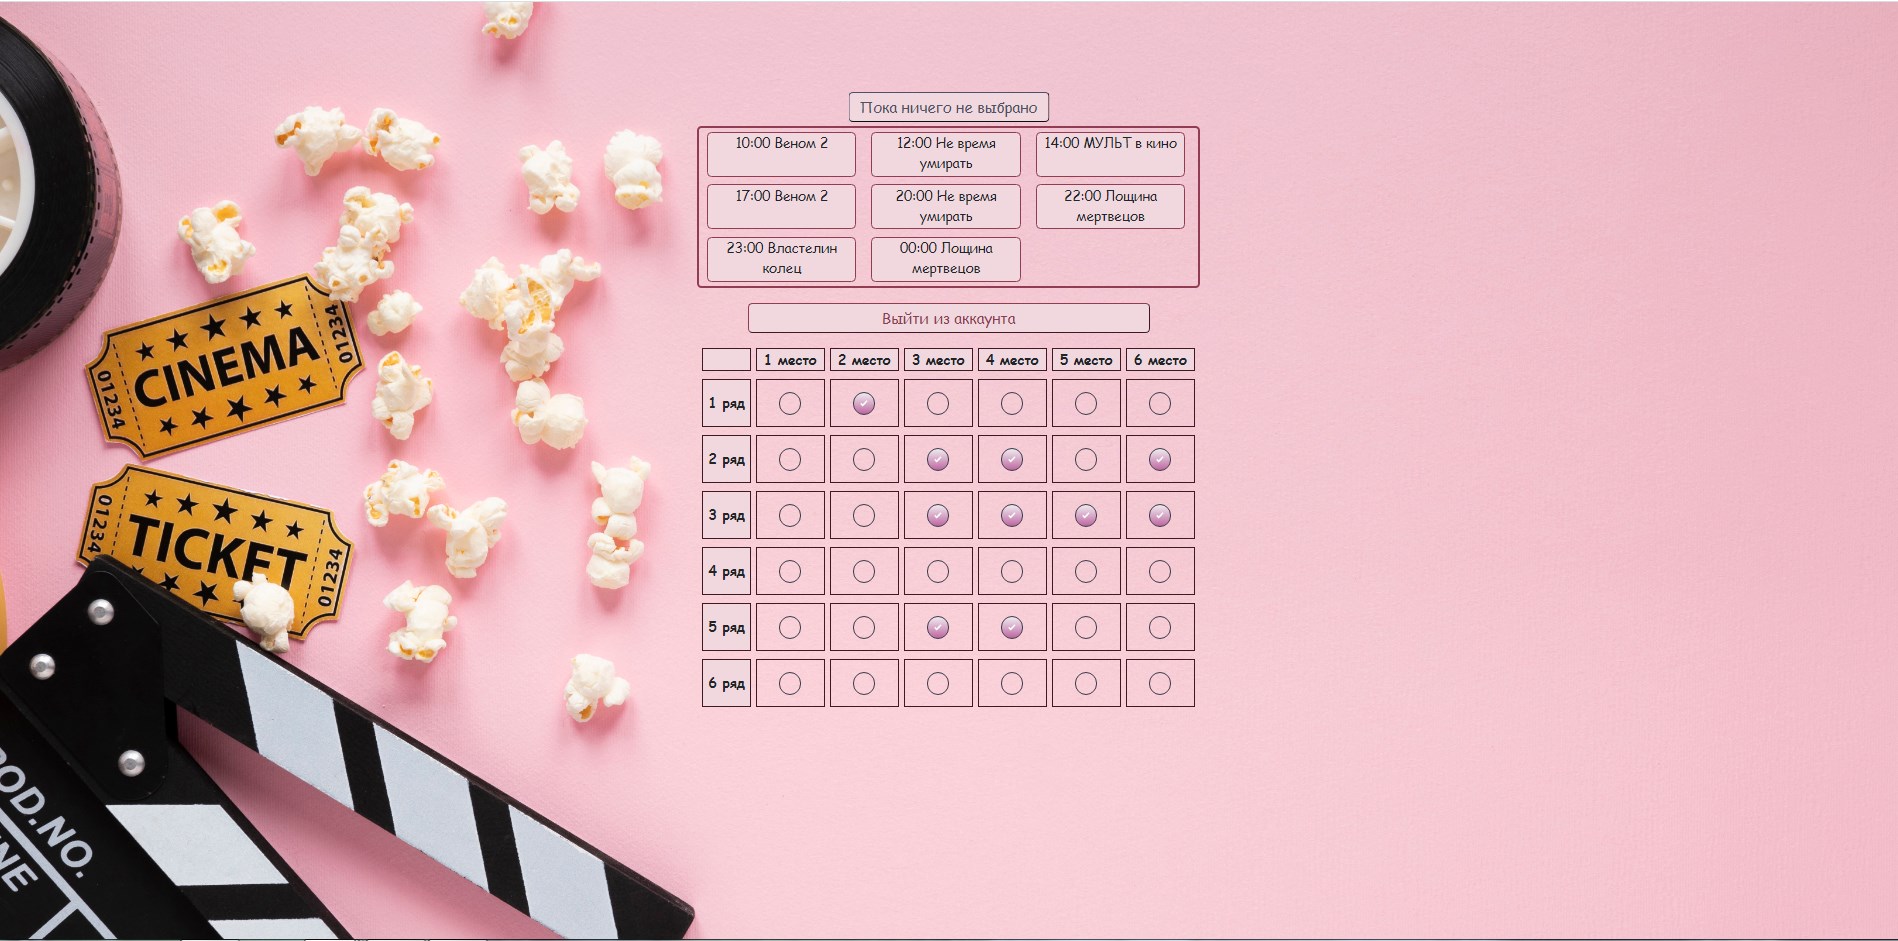 Пока ничего не выбрано
10:00 Веном 2
12:00 Не время
умирать
14:00 МУЛЬТ в кино
17:00 Веном 2
20:00 Не время
умирать
22:00 Лощина
мертвецов
23:00 Властелин
колец
00:00 Лощина
мертвецов
Выйти из аккаунта
1 место 2 место 3 место 4 место 5 место 6 место
1 ряд
2 ряд
3 ряд
4 ряд
5 ряд
6 ряд
01234 CINEMA 01234
01234 TICKET 01234
OD.NO.
NE